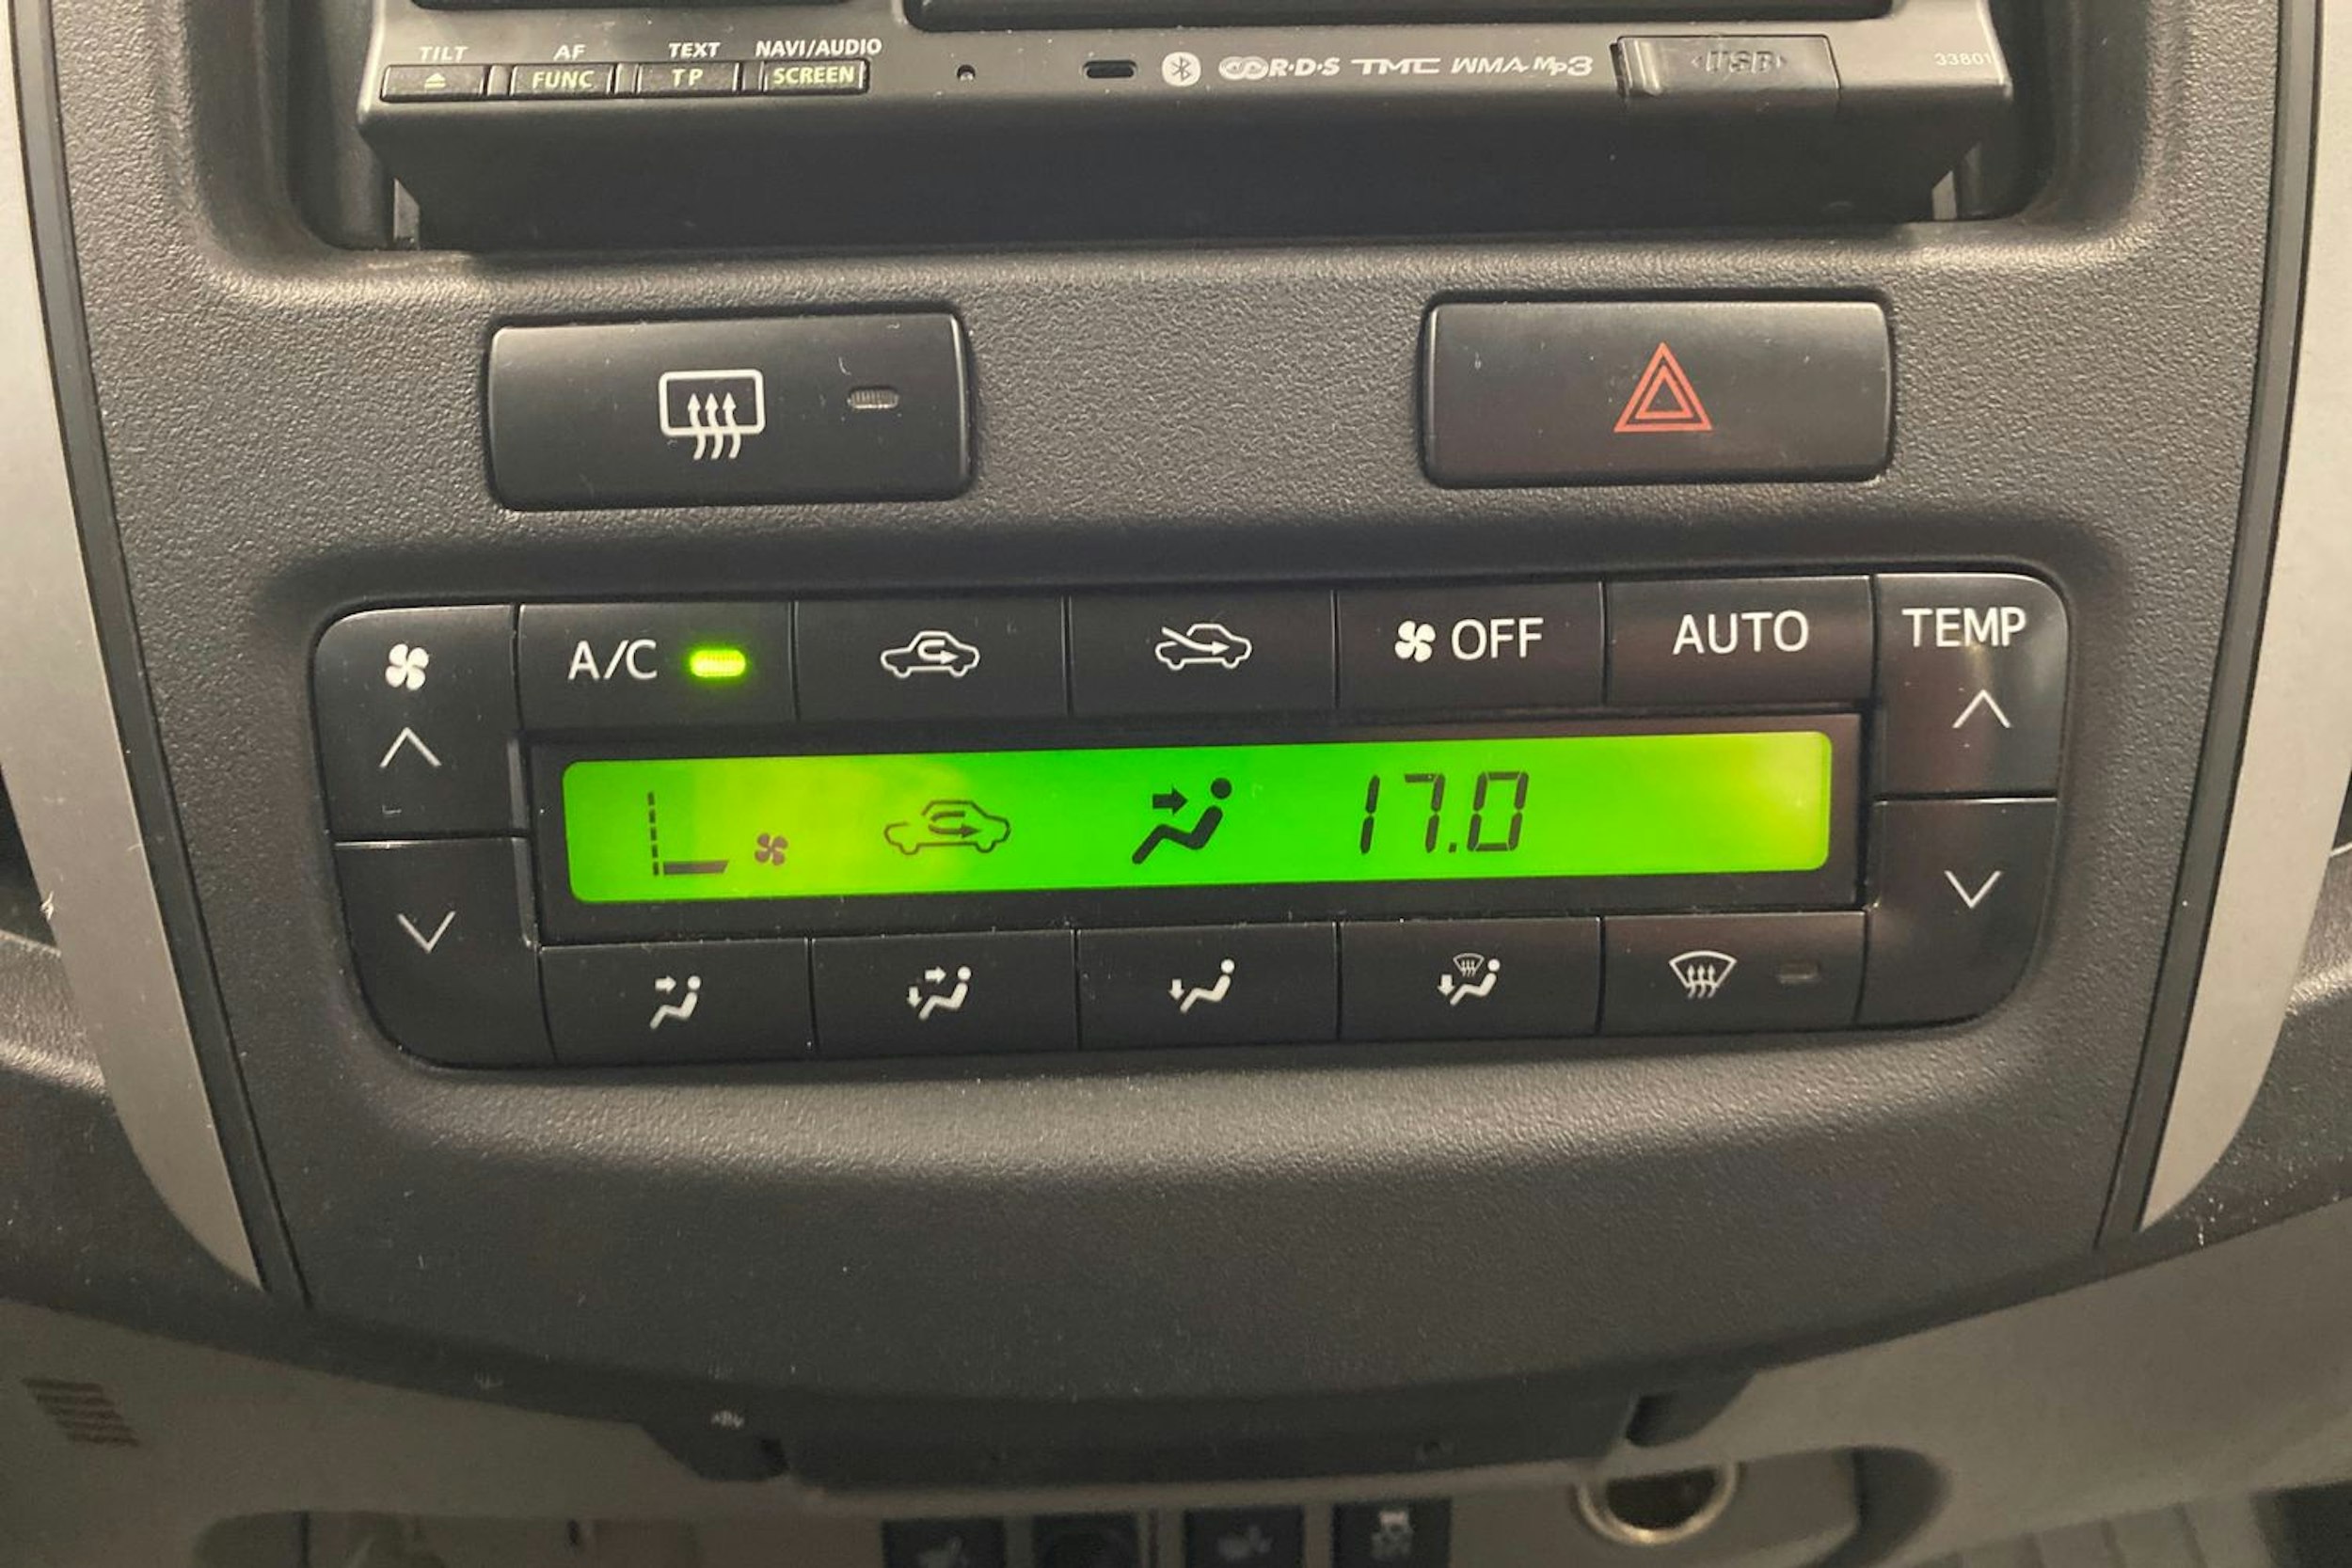 TILT AF TEXT NAVI/AUDIO
FUNC TP SCREEN
R·D·S TMC WMA MP3 USB 33801
A/C OFF AUTO TEMP
17.0